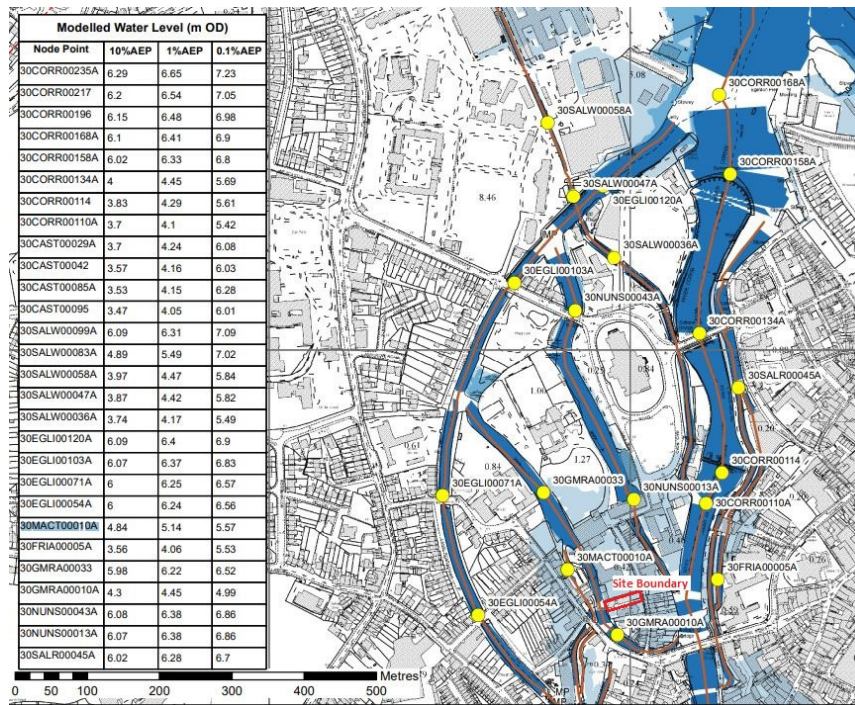 Modelled Water Level (m OD)
Node Point 10%AEP 1%AEP 0.1%AEP
30CORR00235A 6.29 6.65 7.23
30CORR00217 6.2 6.54 7.05
30CORR00196 6.15 6.48 6.98
30CORR00168A 6.1 6.41 6.9
30CORR00158A 6.02 6.33 6.8
30CORR00134A 4 4.45 5.69
30CORR00114 3.83 4.29 5.61
30CORR00110A 3.7 4.1 5.42
30CAST00029A 3.7 4.24 6.08
30CAST00042 3.57 4.16 6.03
30CAST00085A 3.53 4.15 6.28
30CAST00095 3.47 4.05 6.01
30SALW00099A 6.09 6.31 7.09
30SALW00083A 4.89 5.49 7.02
30SALW00058A 3.97 4.47 5.84
30SALW00047A 3.87 4.42 5.82
30SALW00036A 3.74 4.17 5.49
30EGLI00120A 6.09 6.4 6.9
30EGLI00103A 6.07 6.37 6.83
30EGLI00071A 6 6.25 6.57
30EGLI00054A 6 6.24 6.56
30MACT00010A 4.84 5.14 5.57
30FRIA00005A 3.56 4.06 5.53
30GMRA00033 5.98 6.22 6.52
30GMRA00010A 4.3 4.45 4.99
30NUNS00043A 6.08 6.38 6.86
30NUNS00013A 6.07 6.38 6.86
30SALR00045A 6.02 6.28 6.7
5.08
30CORR00168A
30SALW00058A
30CORR00158A
8.46
30SALW00047A
30EGLI00120A
30SALW00036A
30EGLI00103A
30NUNS00043A
30CORR00134A
0.84
30SALR00045A
1.00
0.20
0.61
1.27
30CORR00114
0.84
30EGLI00071A
30GMRA00033
30NUNS00013A
30CORR00110A
0.26
30MACT00010A
30FRIA00005A
Site Boundary
30EGLI00054A
30GMRA00010A
Metres
0 50 100 200 300 400 500
MP
MP